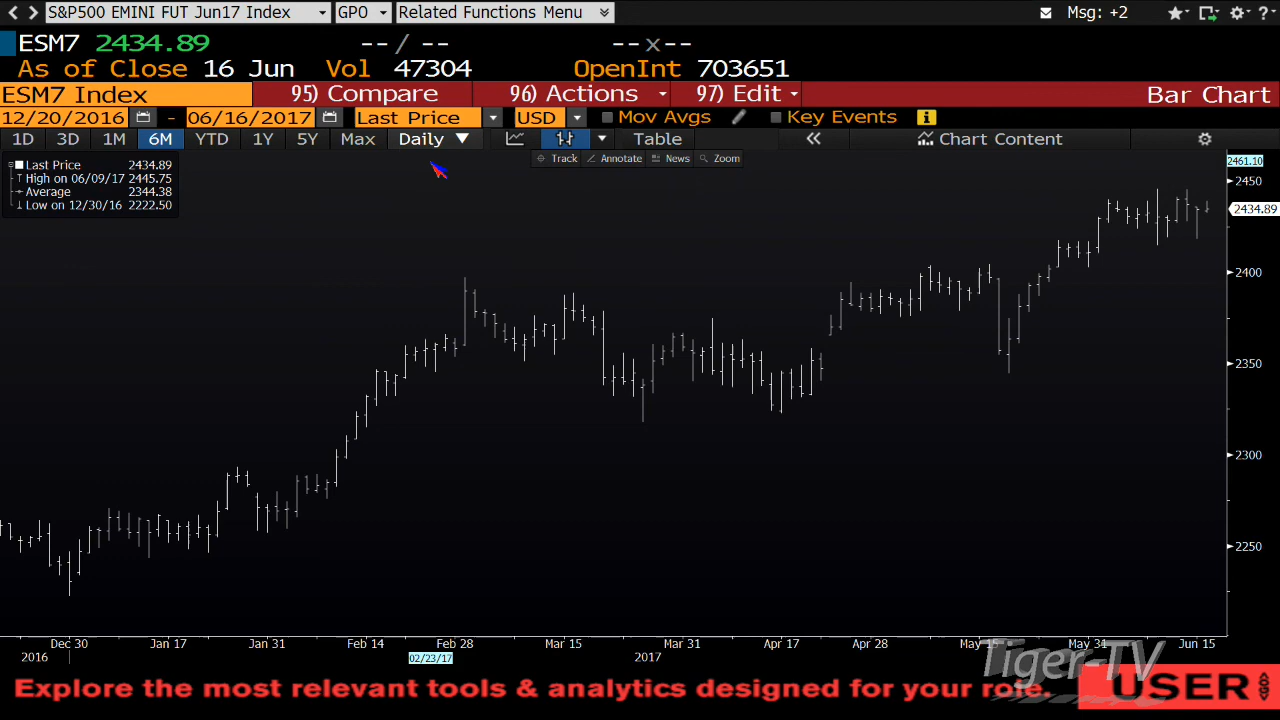 S&P500 EMINI FUT Jun17 Index GPO Related Functions Menu Msg: +2 ?
ESM7 2434.89 -- / -- --x--
As of Close 16 Jun Vol 47304 OpenInt 703651
ESM7 Index 95) Compare 96) Actions 97) Edit Bar Chart
12/20/2016 - 06/16/2017 Last Price USD Mov Avgs Key Events i
1D 3D 1M 6M YTD 1Y 5Y Max Daily Table Chart Content
Track Annotate News Zoom
Last Price 2434.89
High on 06/09/17 2445.75
Average 2344.38
Low on 12/30/16 2222.50
2461.10
2450
2434.89
2400
2350
2300
2250
Dec 30 Jan 17 Jan 31 Feb 14 Feb 28 Mar 15 Mar 31 Apr 17 Apr 28 May 15 May 31 Jun 15
2016 02/23/17 2017
Tiger-TV
Explore the most relevant tools & analytics designed for your role. USER